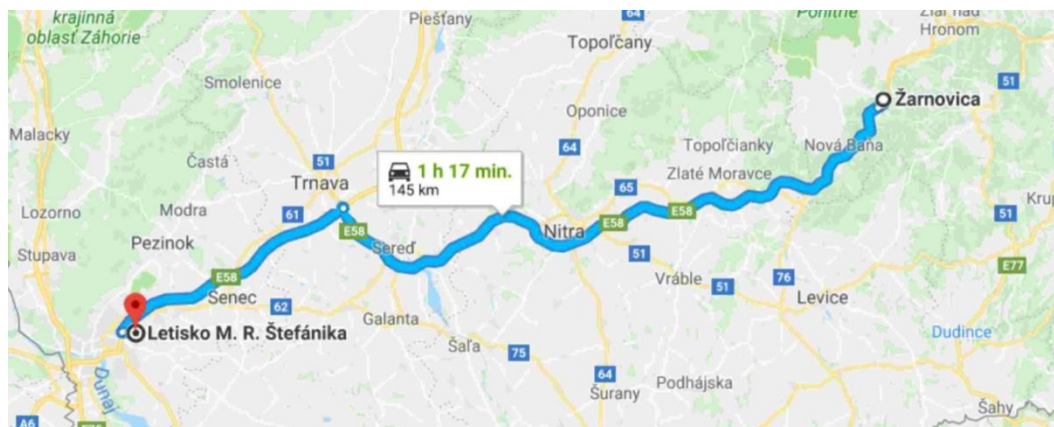 krajinná
oblasť Záhorie
Piešťany
64
Topoľčany
Ponitrie
Hronom
Smolenice
51
Malacky
Oponice
Žarnovica
Častá
51
Trnava
64
Topoľčianky
Nová Baňa
1 h 17 min.
145 km
Zlaté Moravce
65
Lozorno
Modra
61
E58
E58
E58
51
Pezinok
Sereď
Nitra
51
Stupava
E77
E58
Vráble
51
76
Senec
62
Levice
Letisko M. R. Štefánika
Galanta
Dudince
Šaľa
75
Dunaj
64
Podhájska
Šurany
Šahy
A6